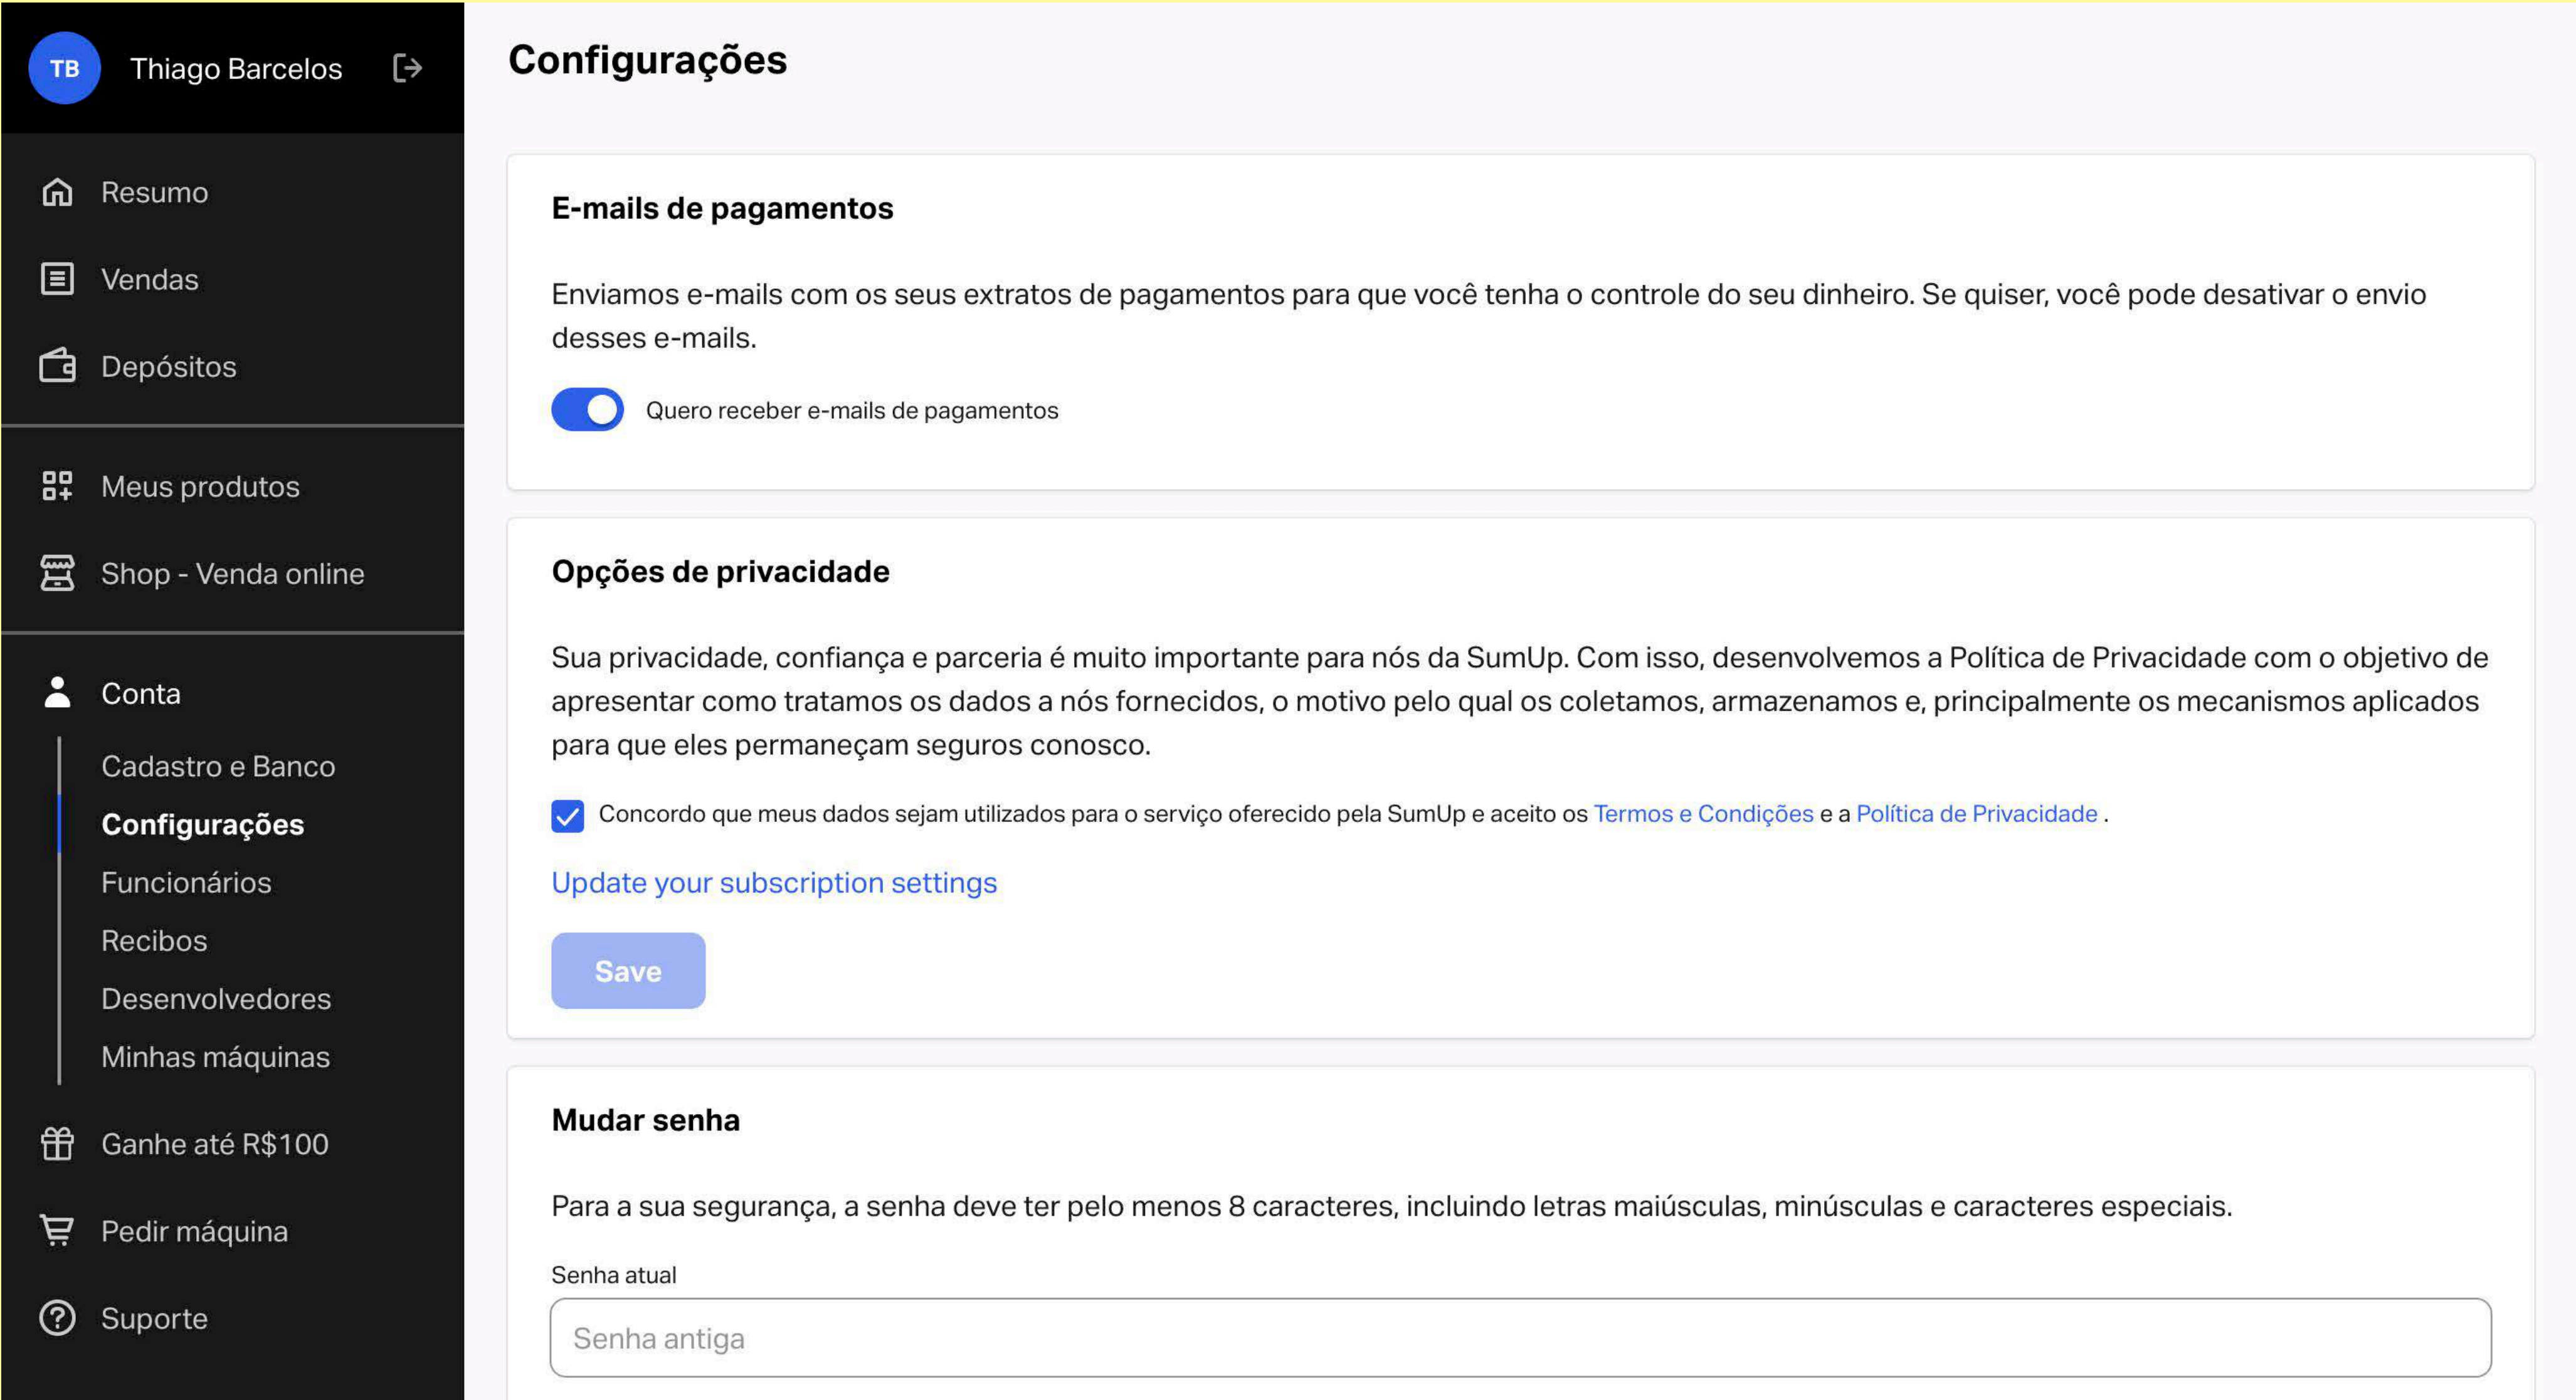 TB
Thiago Barcelos
Resumo
Vendas
Depósitos
Meus produtos
Shop - Venda online
Conta
Cadastro e Banco
Configurações
Funcionários
Recibos
Desenvolvedores
Minhas máquinas
Ganhe até R$100
Pedir máquina
Suporte
Configurações
E-mails de pagamentos
Enviamos e-mails com os seus extratos de pagamentos para que você tenha o controle do seu dinheiro. Se quiser, você pode desativar o envio
desses e-mails.
Quero receber e-mails de pagamentos
Opções de privacidade
Sua privacidade, confiança e parceria é muito importante para nós da SumUp. Com isso, desenvolvemos a Política de Privacidade com o objetivo de
apresentar como tratamos os dados a nós fornecidos, o motivo pelo qual os coletamos, armazenamos e, principalmente os mecanismos aplicados
para que eles permaneçam seguros conosco.
Concordo que meus dados sejam utilizados para o serviço oferecido pela SumUp e aceito os Termos e Condições e a Política de Privacidade .
Update your subscription settings
Save
Mudar senha
Para a sua segurança, a senha deve ter pelo menos 8 caracteres, incluindo letras maiúsculas, minúsculas e caracteres especiais.
Senha atual
Senha antiga